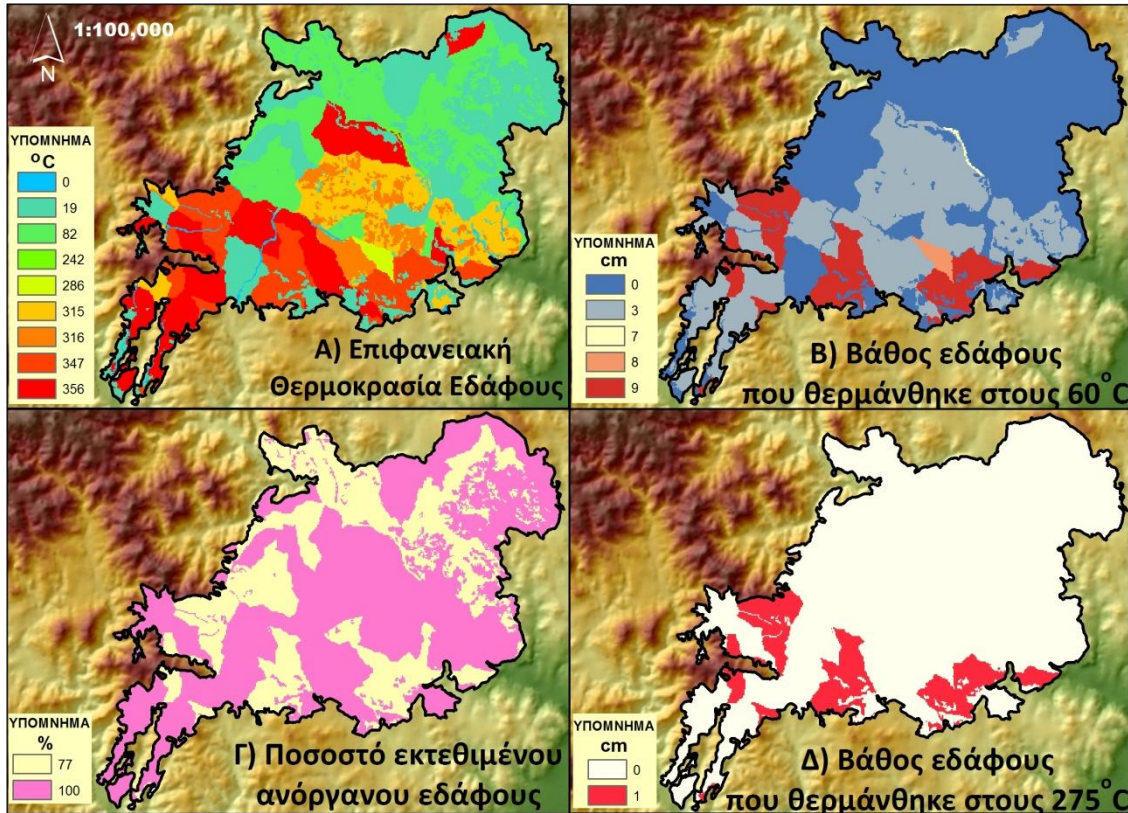 1:100,000
N
ΥΠΟΜΝΗΜΑ
°C
0
19
82
242
286
315
316
347
356
Α) Επιφανειακή
Θερμοκρασία Εδάφους
ΥΠΟΜΝΗΜΑ
cm
0
3
7
8
9
Β) Βάθος εδάφους
που θερμάνθηκε στους 60°C
ΥΠΟΜΝΗΜΑ
%
77
100
Γ) Ποσοστό εκτεθιμένου
ανόργανου εδάφους
ΥΠΟΜΝΗΜΑ
cm
0
1
Δ) Βάθος εδάφους
που θερμάνθηκε στους 275°C